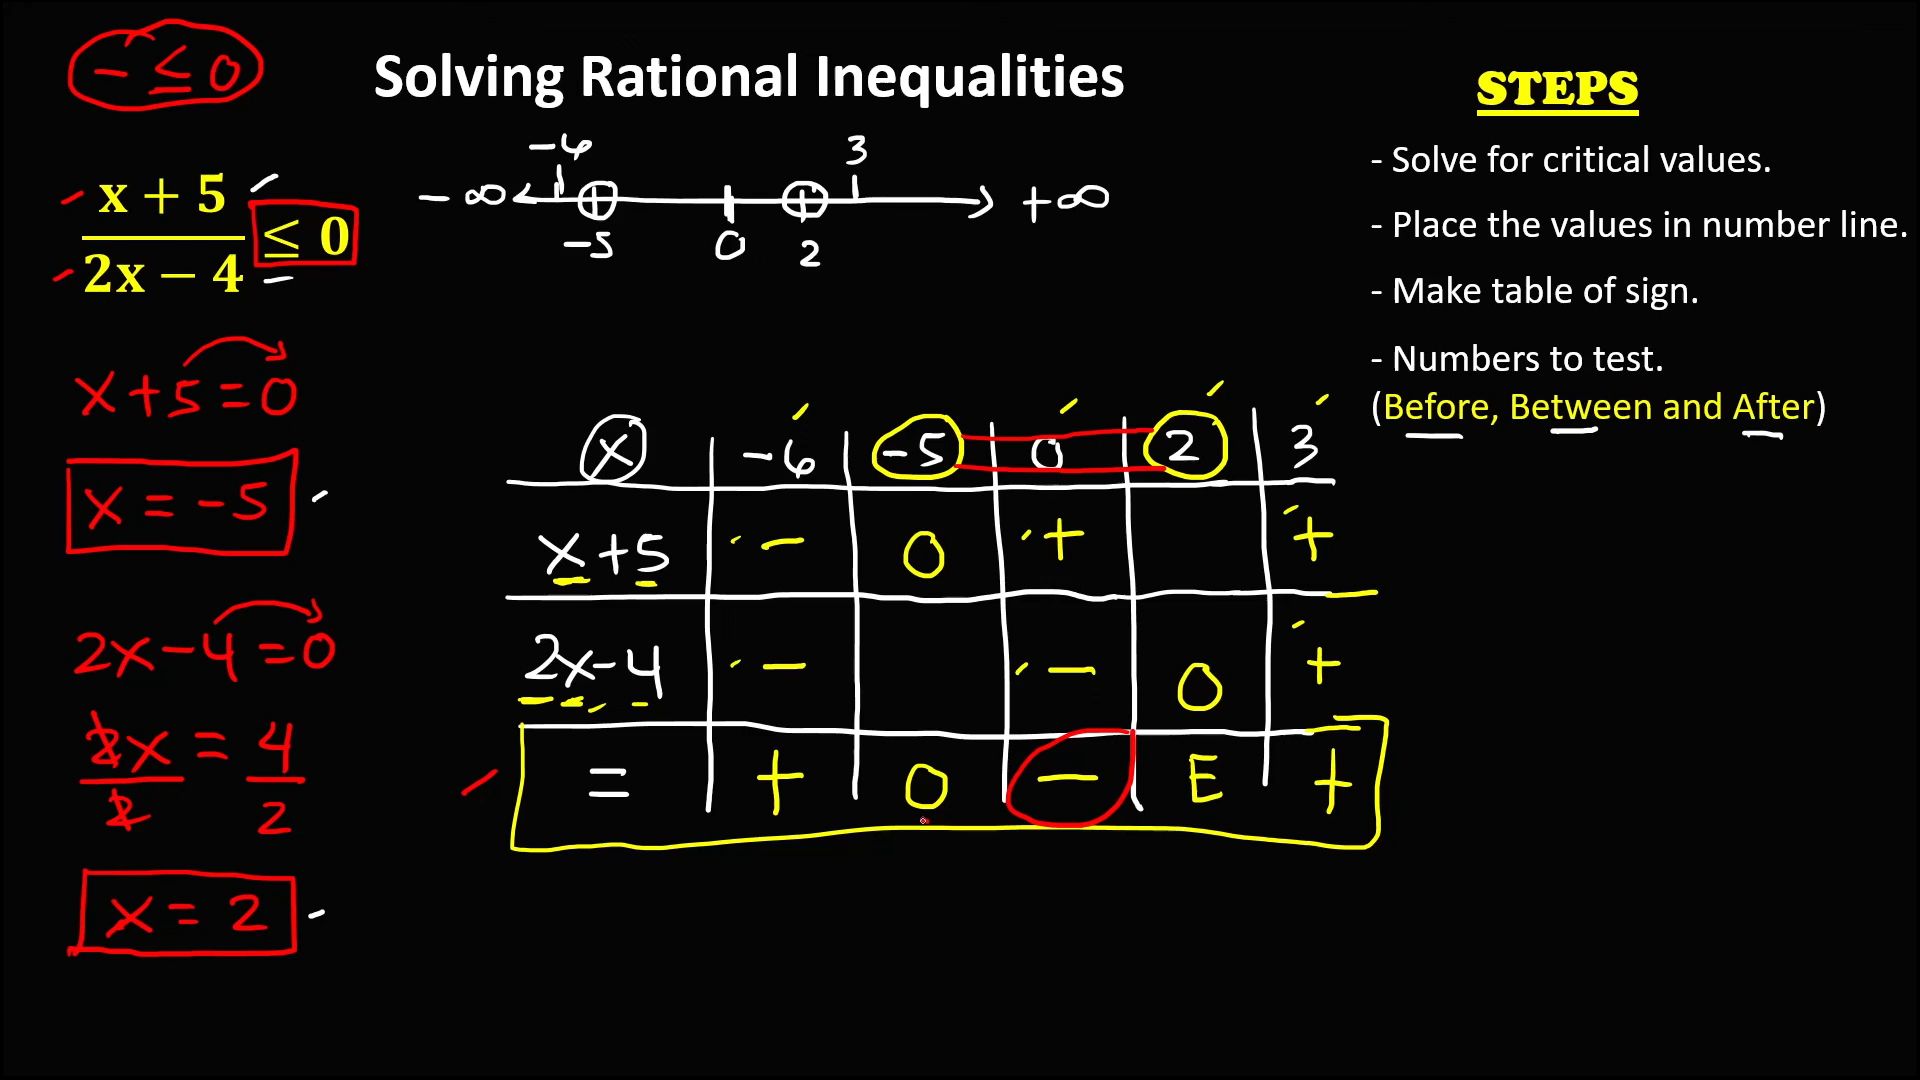 - ≤ 0
Solving Rational Inequalities
-6 3
- ∞ + ∞
-5 0 2
x + 5
≤ 0
2x − 4
x+5=0
x = -5
2x-4=0
2x = 4
2 2
x = 2
x -6 -5 0 2 3
x+5 - 0 + +
2x-4 - - 0 +
= + 0 - E +
STEPS
- Solve for critical values.
- Place the values in number line.
- Make table of sign.
- Numbers to test.
(Before, Between and After)